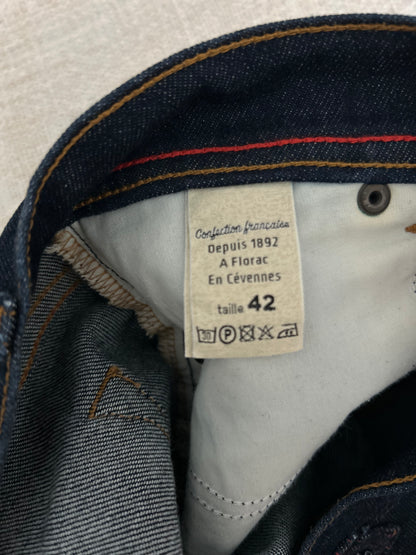 Confection française
Depuis 1892
A Florac
En Cévennes
taille 42
P